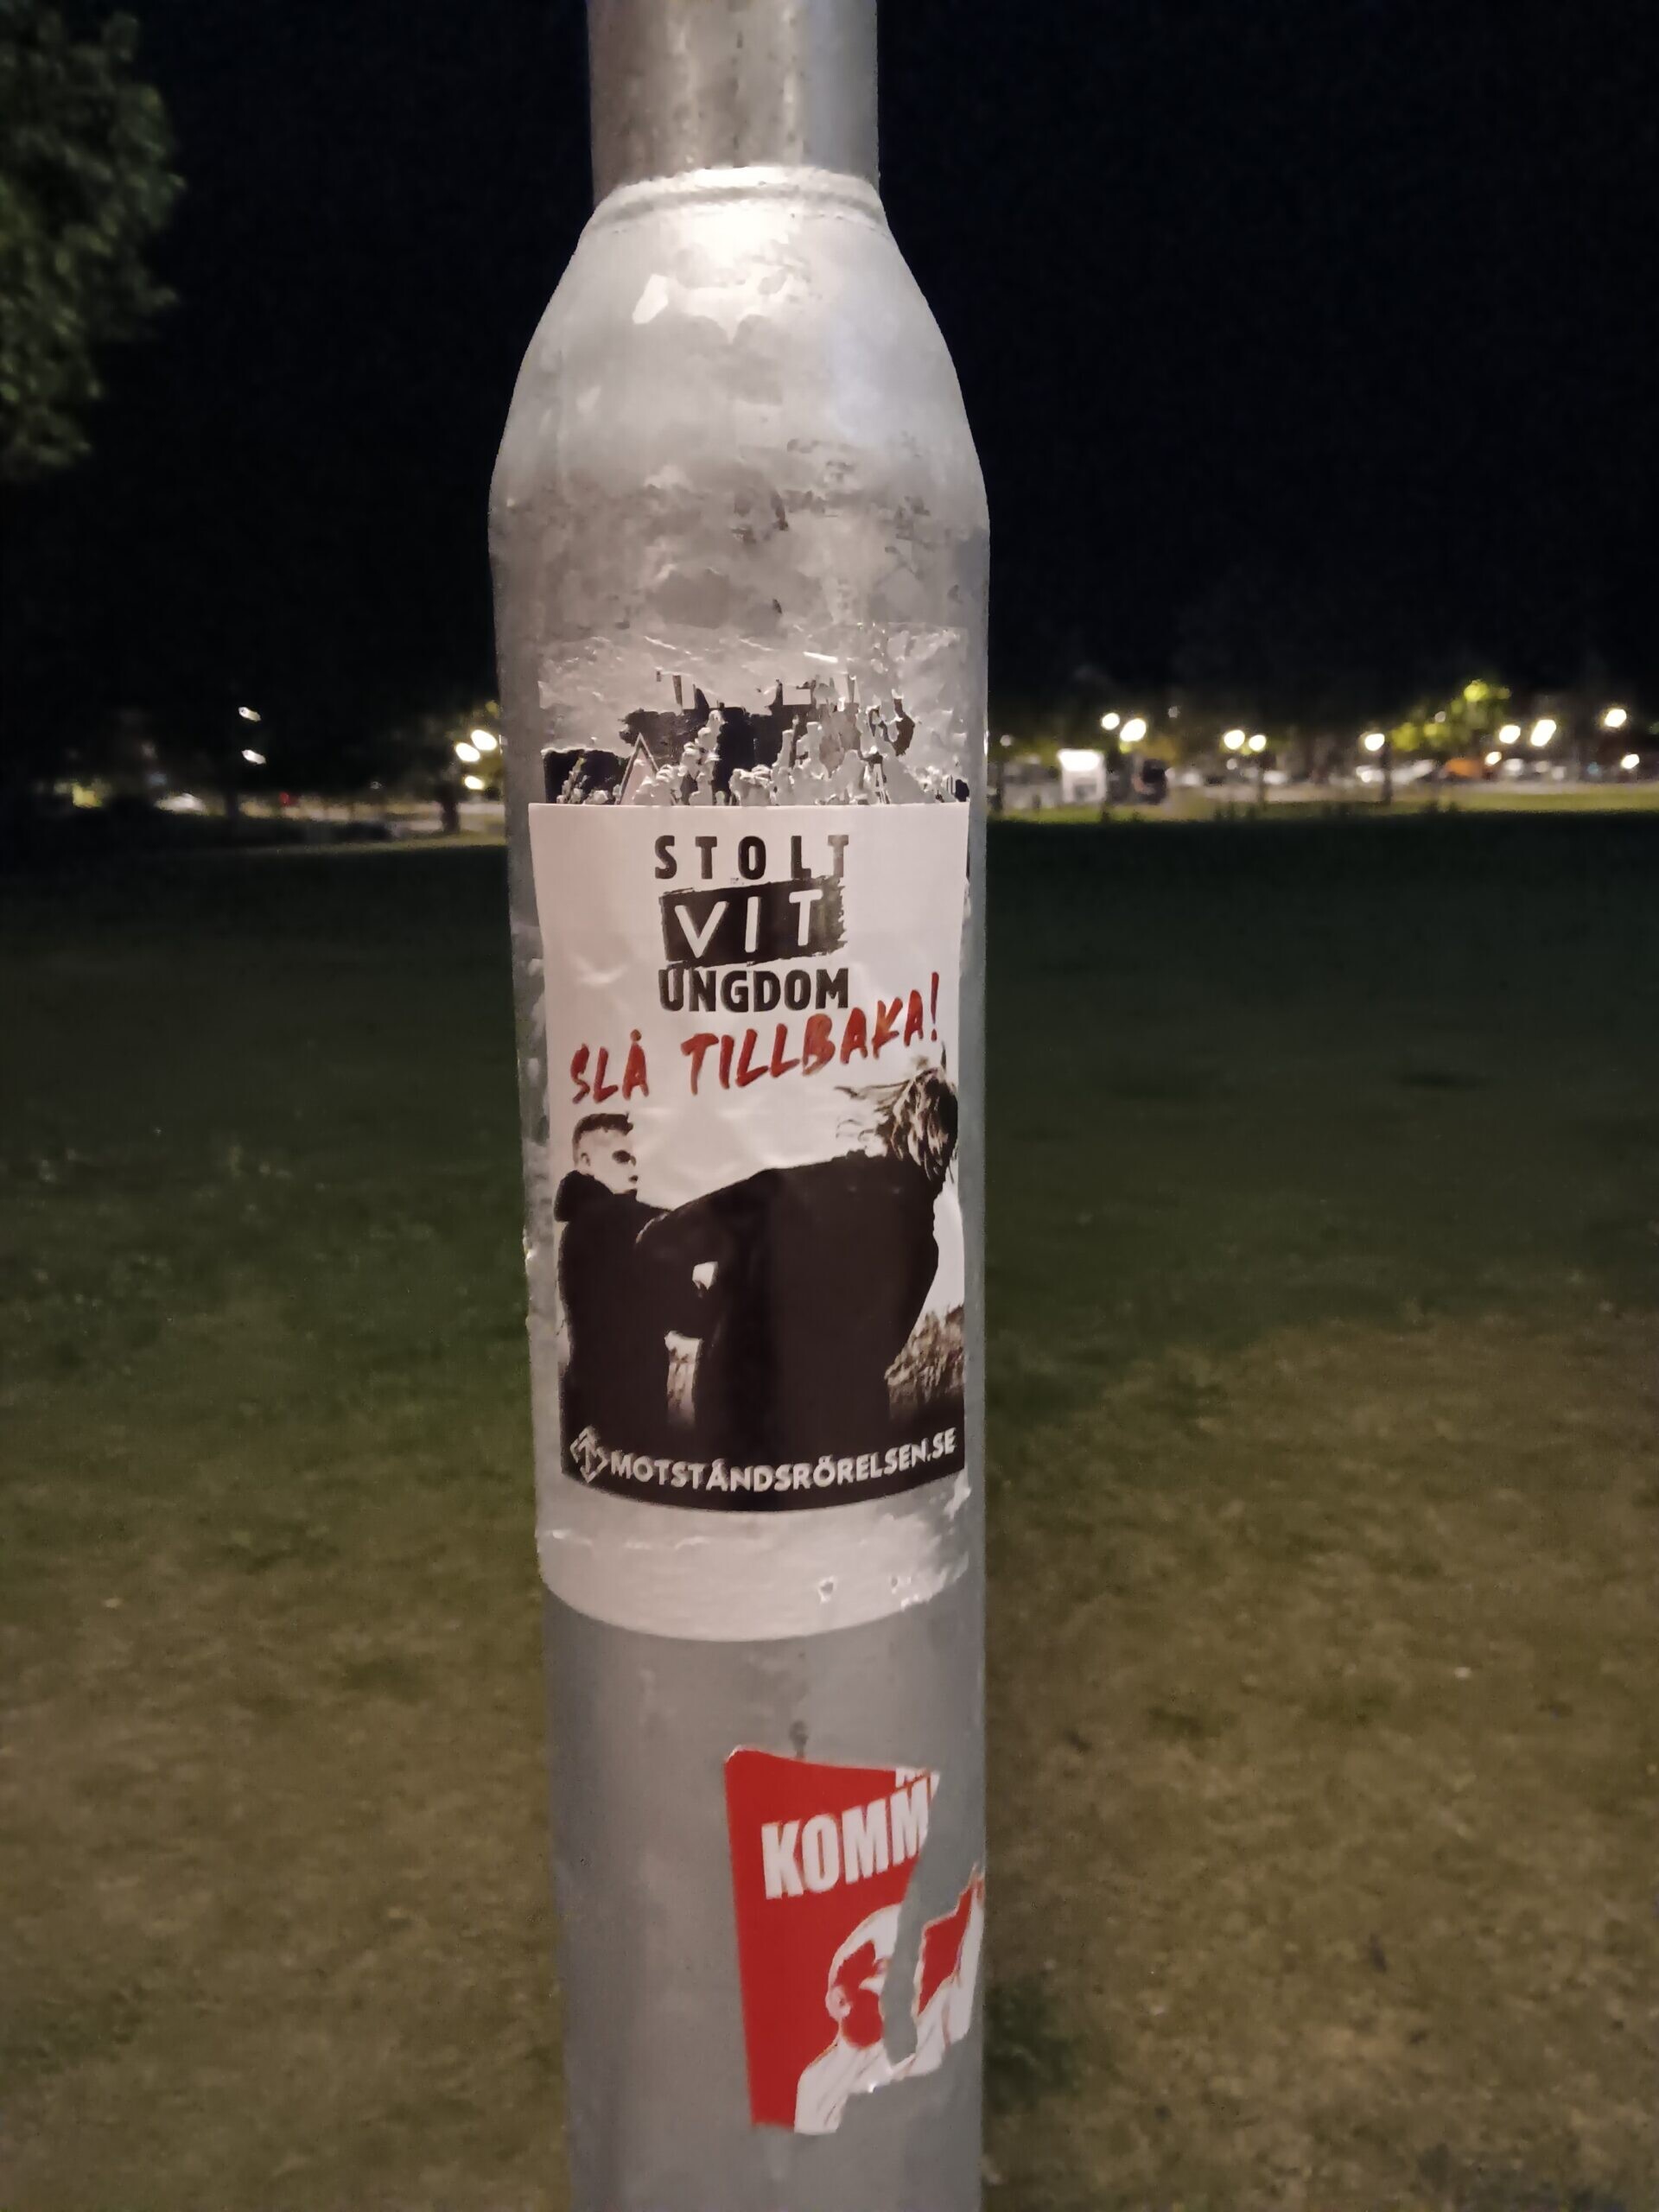 STOLT
VIT
UNGDOM
SLÅ TILLBAKA!
MOTSTÅNDSRÖRELSEN.SE
KOMM